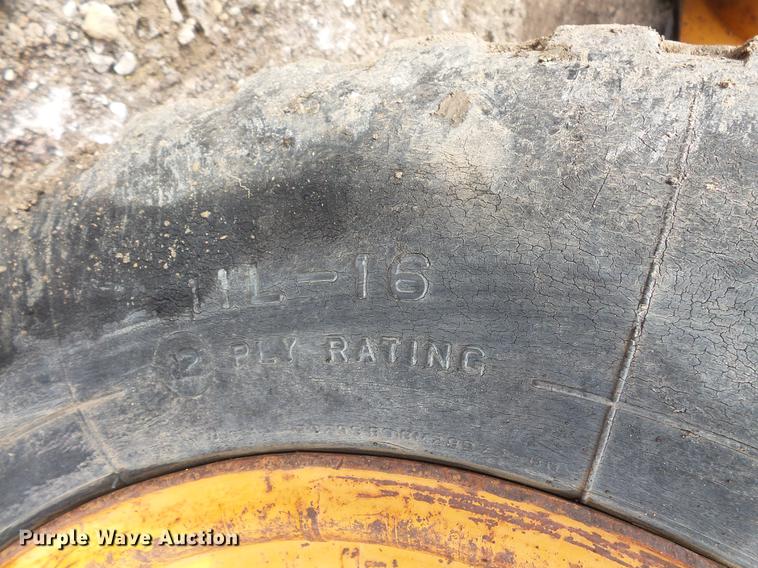 11L-16
12 PLY RATING
Purple Wave Auction